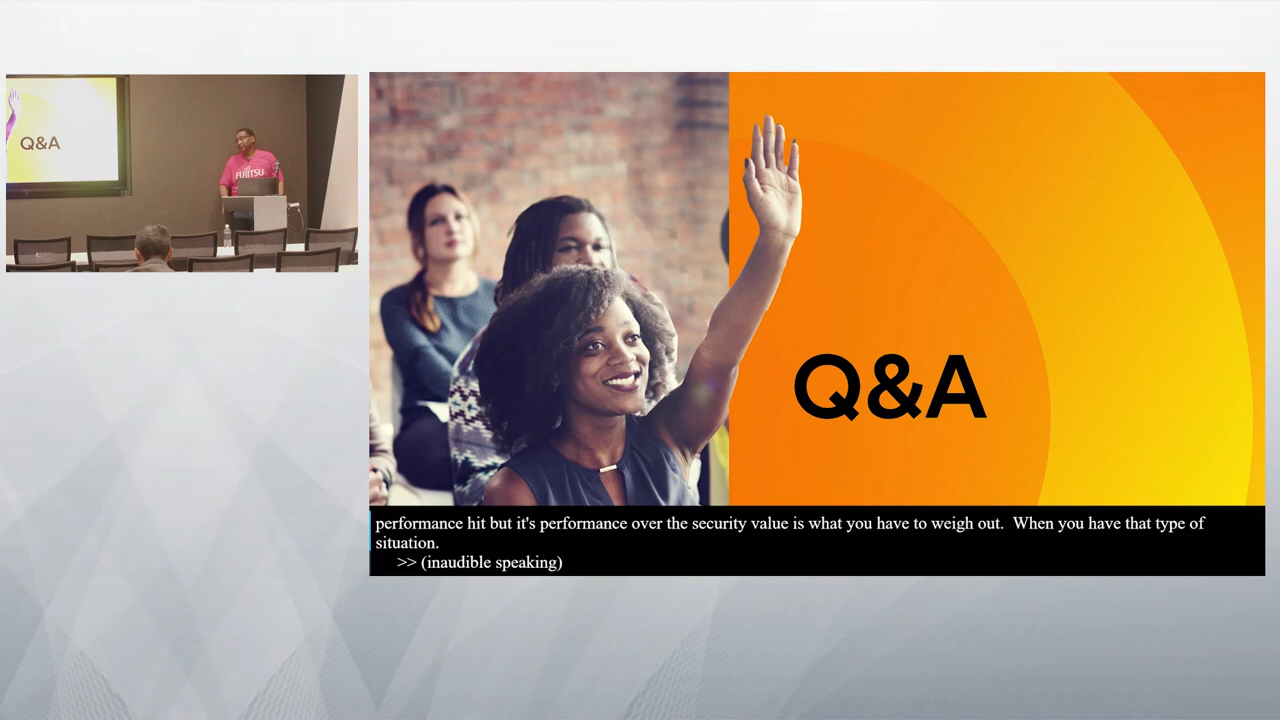 Q&A
FUJITSU
Q&A
performance hit but it's performance over the security value is what you have to weigh out.  When you have that type of
situation.
>> (inaudible speaking)